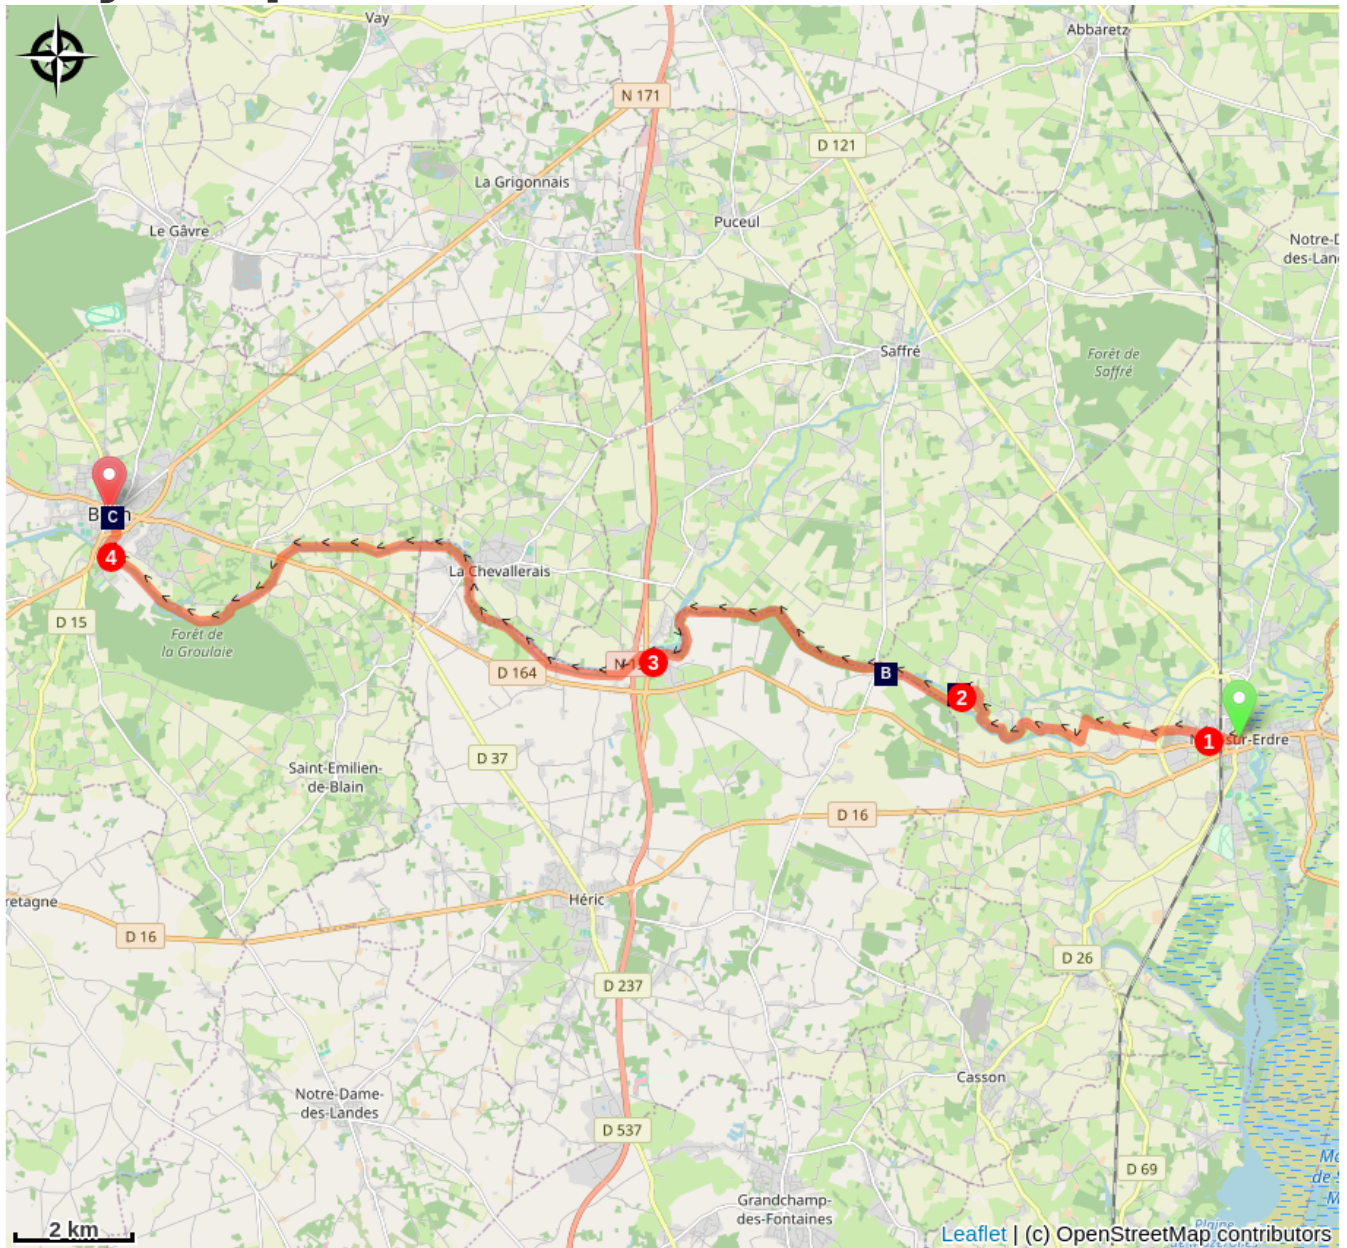 Vay
Abbaretz
N 171
D 121
La Grigonnais
Puceul
Le Gâvre
Notre-D
des-Lan
Saffré
Forêt de
Saffré
C
4
La Chevallerais
D 15
Forêt de
la Groulaie
3
D 164
B
2
1
sur-Erdre
D 37
Saint-Emilien-
de-Blain
D 16
Héric
retagne
D 16
D 26
D 237
Casson
Notre-Dame-
des-Landes
D 537
D 69
Grandchamp-
des-Fontaines
2 km
Leaflet | (c) OpenStreetMap contributors